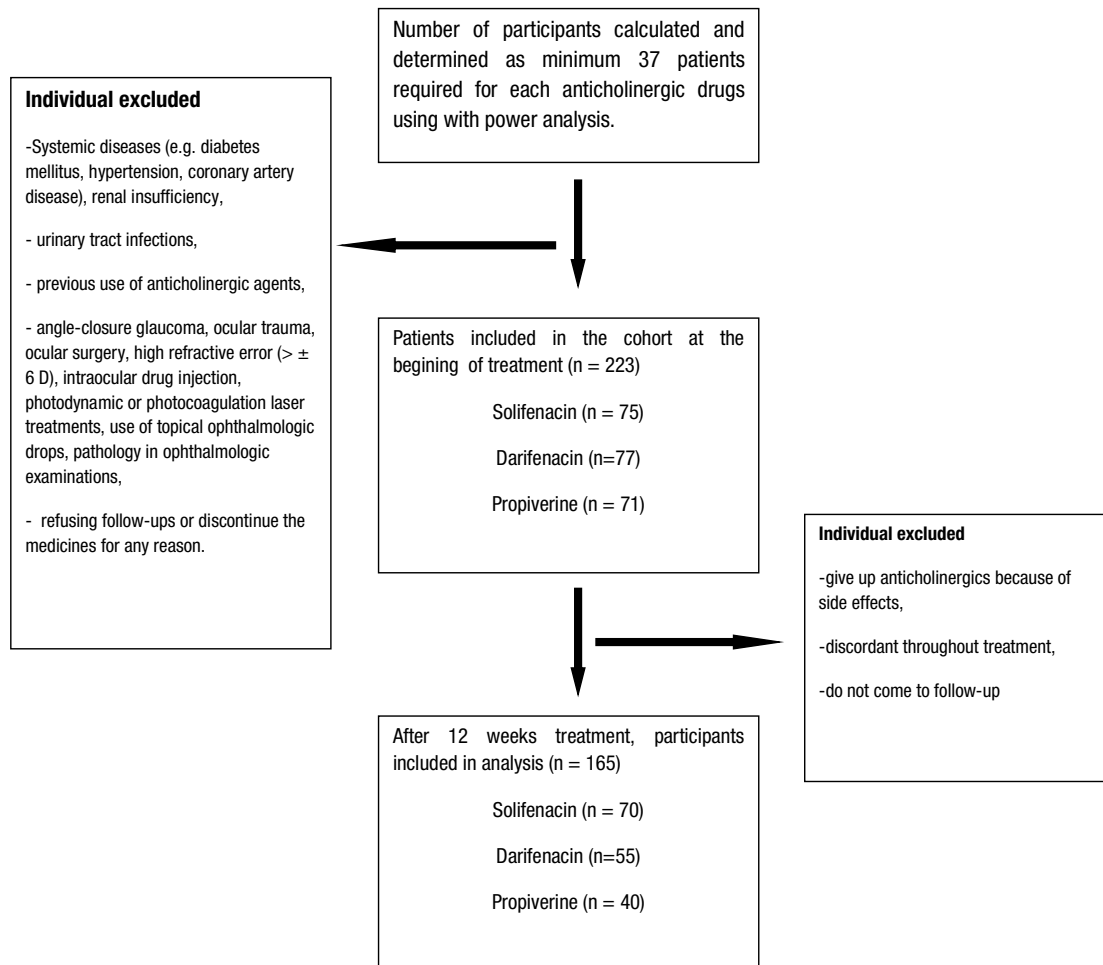 Number of participants calculated and
determined as minimum 37 patients
required for each anticholinergic drugs
using with power analysis.
Individual excluded
-Systemic diseases (e.g. diabetes
mellitus, hypertension, coronary artery
disease), renal insufficiency,
- urinary tract infections,
- previous use of anticholinergic agents,
- angle-closure glaucoma, ocular trauma,
ocular surgery, high refractive error (> ±
6 D), intraocular drug injection,
photodynamic or photocoagulation laser
treatments, use of topical ophthalmologic
drops, pathology in ophthalmologic
examinations,
- refusing follow-ups or discontinue the
medicines for any reason.
Patients included in the cohort at the
begining of treatment (n = 223)
Solifenacin (n = 75)
Darifenacin (n=77)
Propiverine (n = 71)
Individual excluded
-give up anticholinergics because of
side effects,
-discordant throughout treatment,
-do not come to follow-up
After 12 weeks treatment, participants
included in analysis (n = 165)
Solifenacin (n = 70)
Darifenacin (n=55)
Propiverine (n = 40)